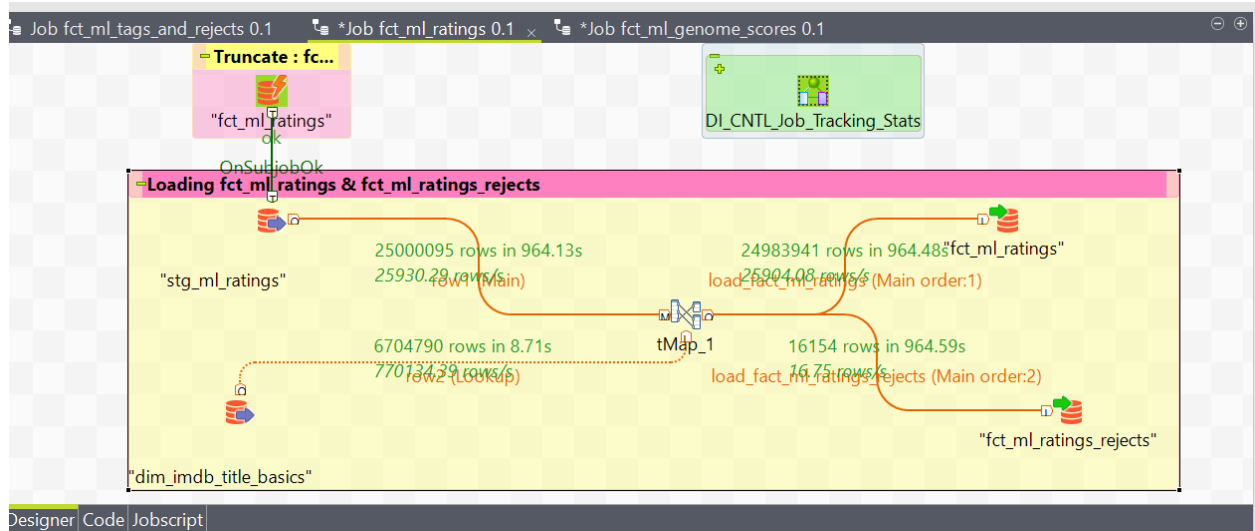 Job fct_ml_tags_and_rejects 0.1
*Job fct_ml_ratings 0.1
*Job fct_ml_genome_scores 0.1
Truncate : fc...
"fct_ml_ratings"
DI_CNTL_Job_Tracking_Stats
ok
OnSubjobOk
Loading fct_ml_ratings & fct_ml_ratings_rejects
25000095 rows in 964.13s
24983941 rows in 964.48s
"fct_ml_ratings"
"stg_ml_ratings"
25930.29 rows/s
row1 (Main)
25904.08 rows/s
load_fact_ml_ratings (Main order:1)
6704790 rows in 8.71s
tMap_1
16154 rows in 964.59s
770134.39 rows/s
row2 (Lookup)
16.75 rows/s
load_fact_ml_ratings_rejects (Main order:2)
"fct_ml_ratings_rejects"
"dim_imdb_title_basics"
Designer
Code
Jobscript